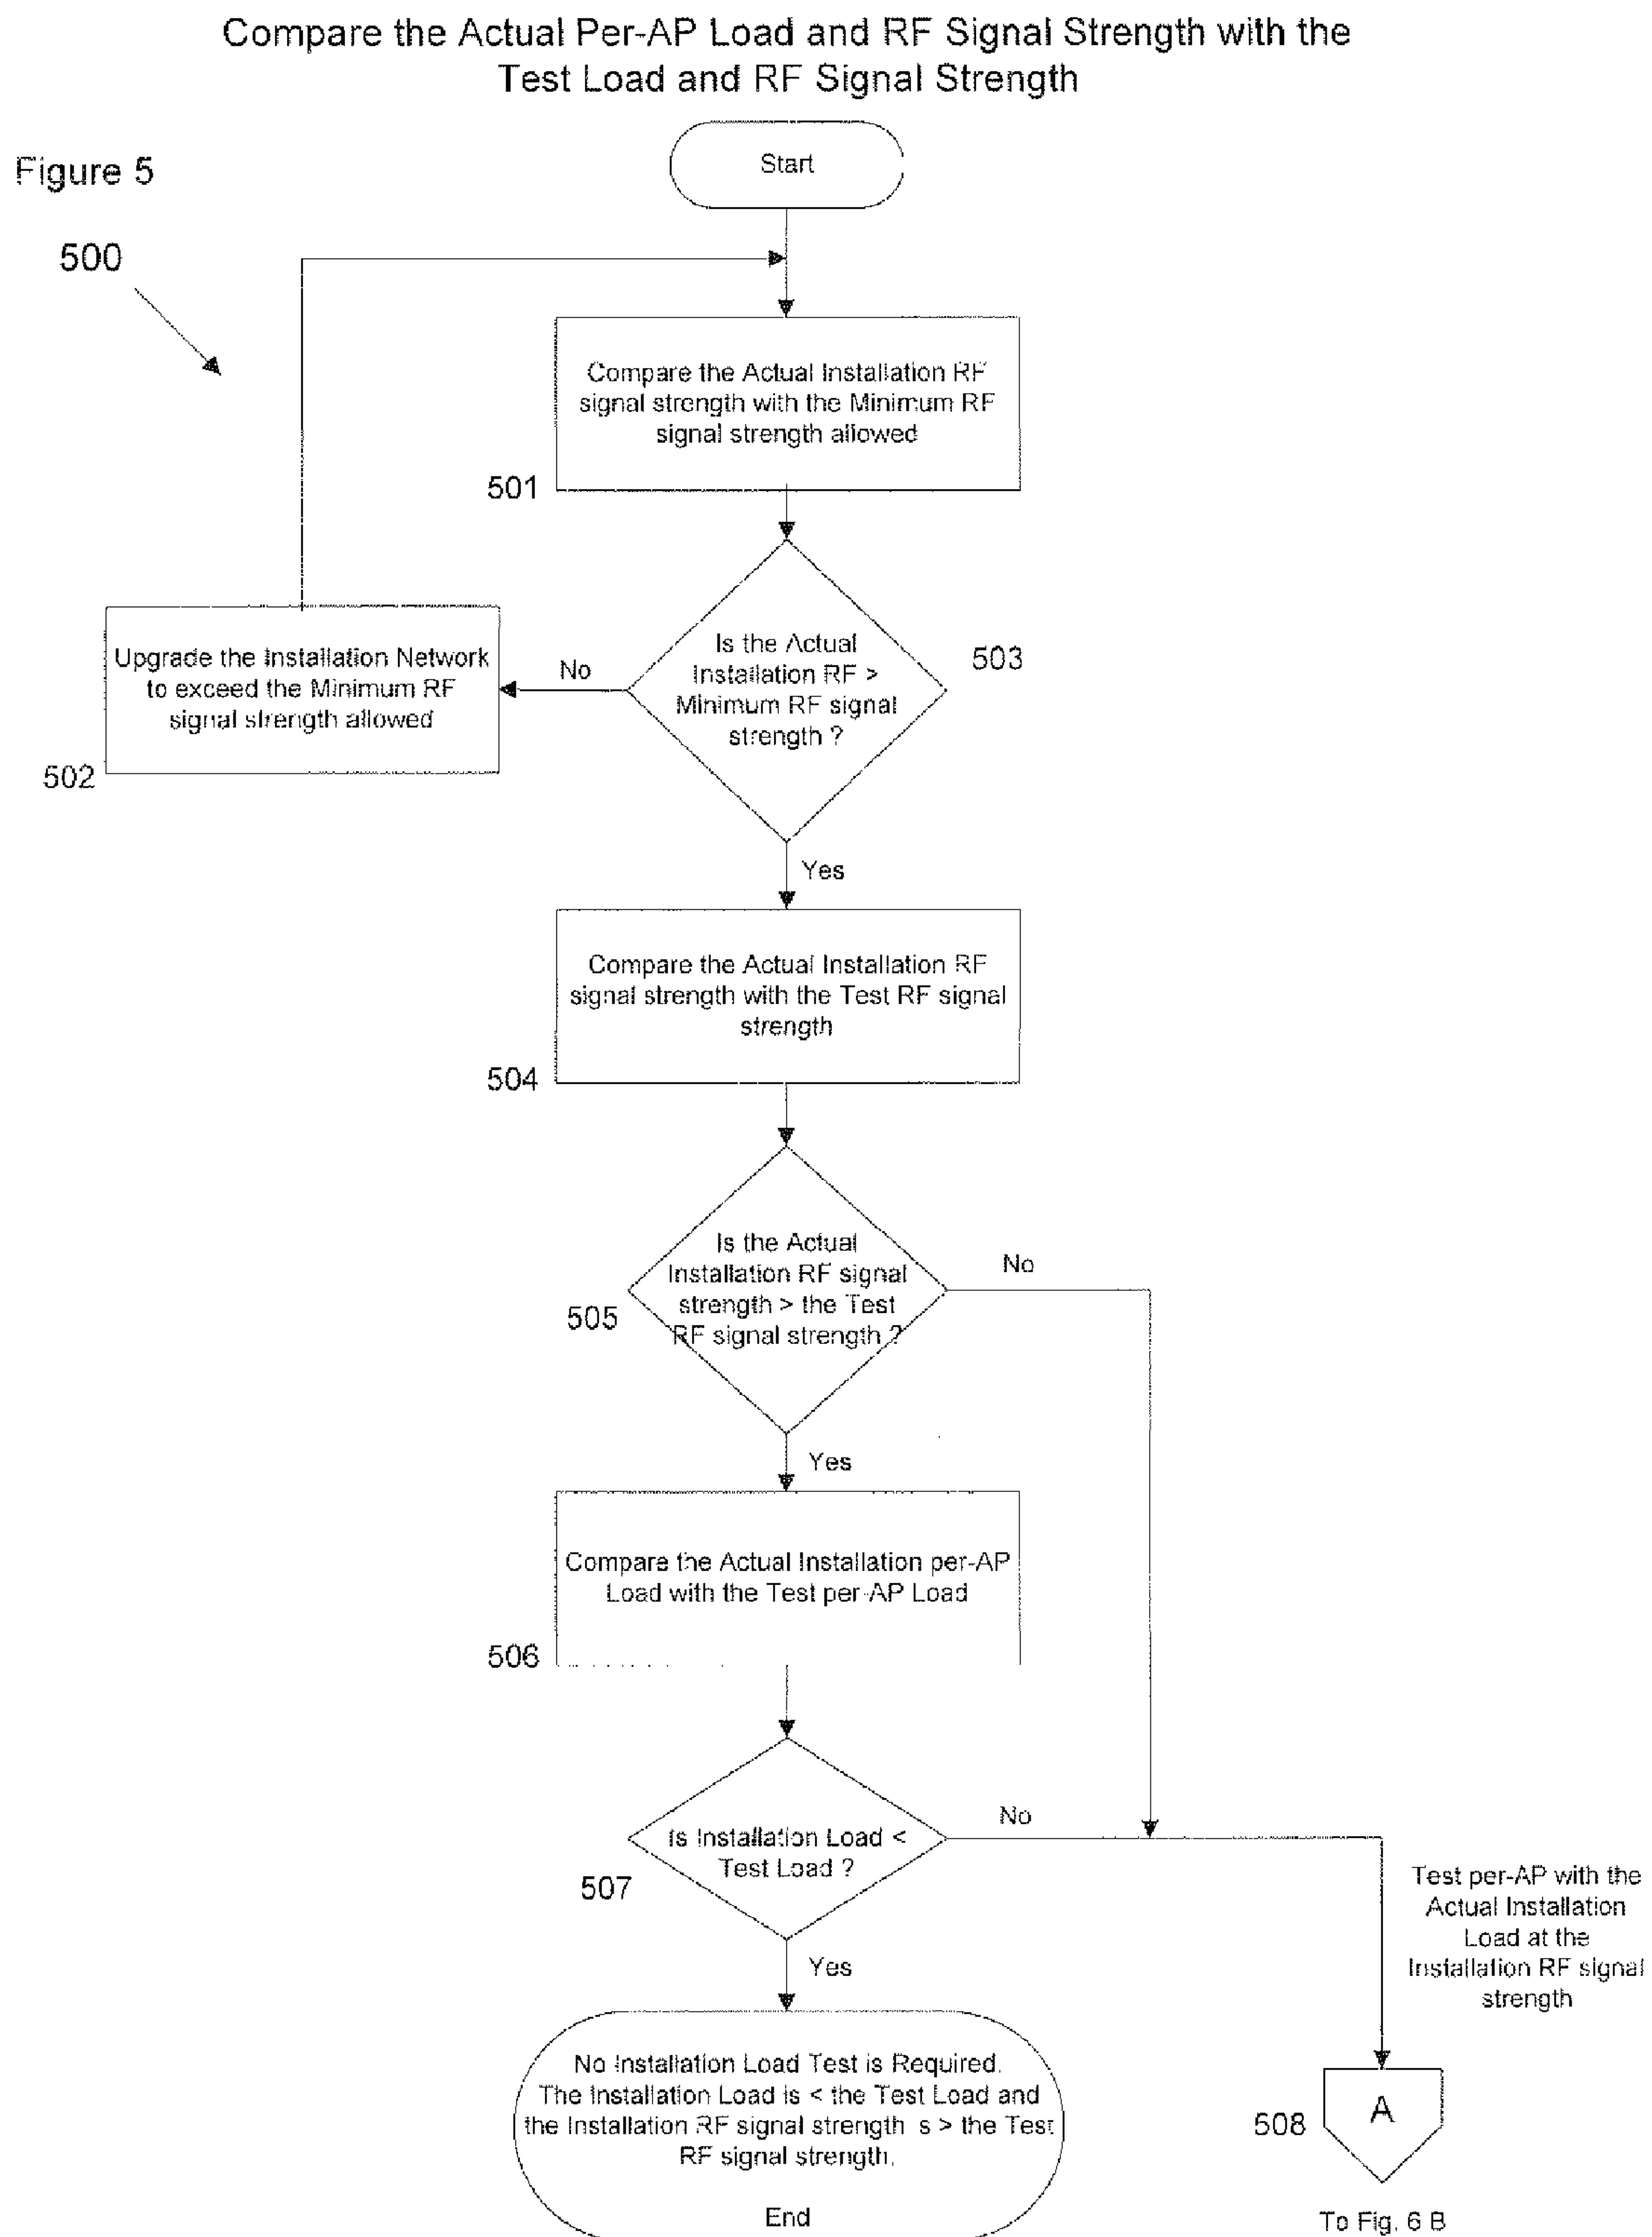 Compare the Actual Per-AP Load and RF Signal Strength with the
Test Load and RF Signal Strength
Figure 5
Start
500
Compare the Actual Installation RF
signal strength with the Minimum RF
signal strength allowed
501
Is the Actual
Installation RF >
Minimum RF signal
strength ?
503
No
Upgrade the Installation Network
to exceed the Minimum RF
signal strength allowed
502
Yes
Compare the Actual Installation RF
signal strength with the Test RF signal
strength
504
Is the Actual
Installation RF signal
strength > the Test
RF signal strength ?
505
No
Yes
Compare the Actual Installation per-AP
Load with the Test per-AP Load
506
Is Installation Load <
Test Load ?
507
No
Test per-AP with the
Actual Installation
Load at the
Installation RF signal
strength
Yes
No Installation Load Test is Required.
The Installation Load is < the Test Load and
the Installation RF signal strength s > the Test
RF signal strength.
End
A
508
To Fig. 6 B